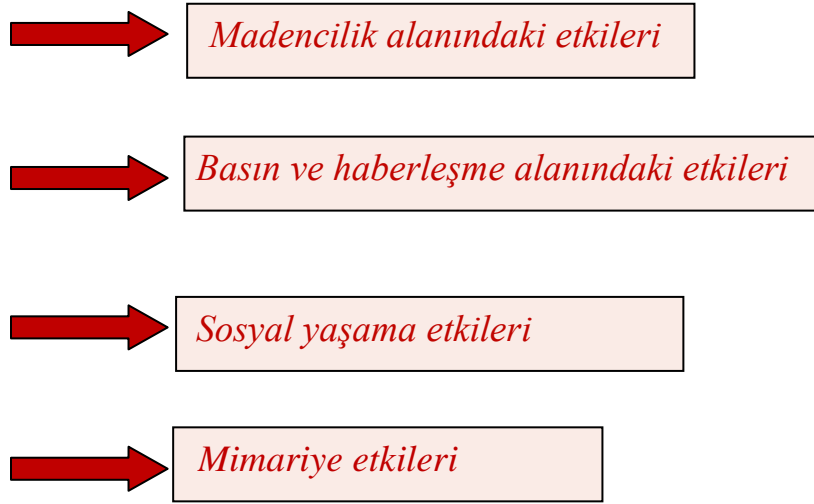 Madencilik alanındaki etkileri
Basın ve haberleşme alanındaki etkileri
Sosyal yaşama etkileri
Mimariye etkileri